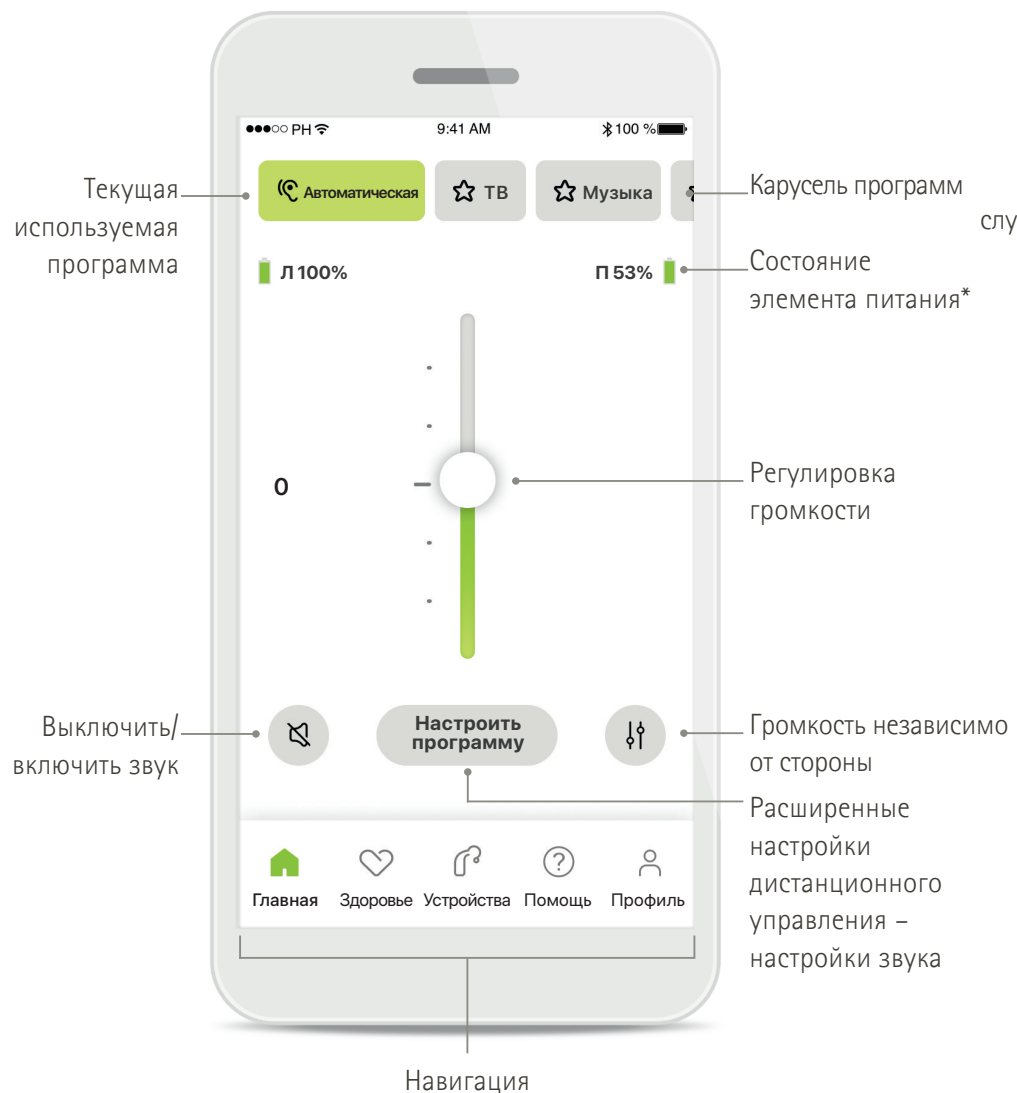 PH 9:41 AM 100 %
Автоматическая ТВ Музыка
Л 100% П 53%
0
Настроить
программу
Главная Здоровье Устройства Помощь Профиль
Текущая
используемая
программа
Выключить/
включить звук
Карусель программ
слу
Состояние
элемента питания*
Регулировка
громкости
Громкость независимо
от стороны
Расширенные
настройки
дистанционного
управления –
настройки звука
Навигация